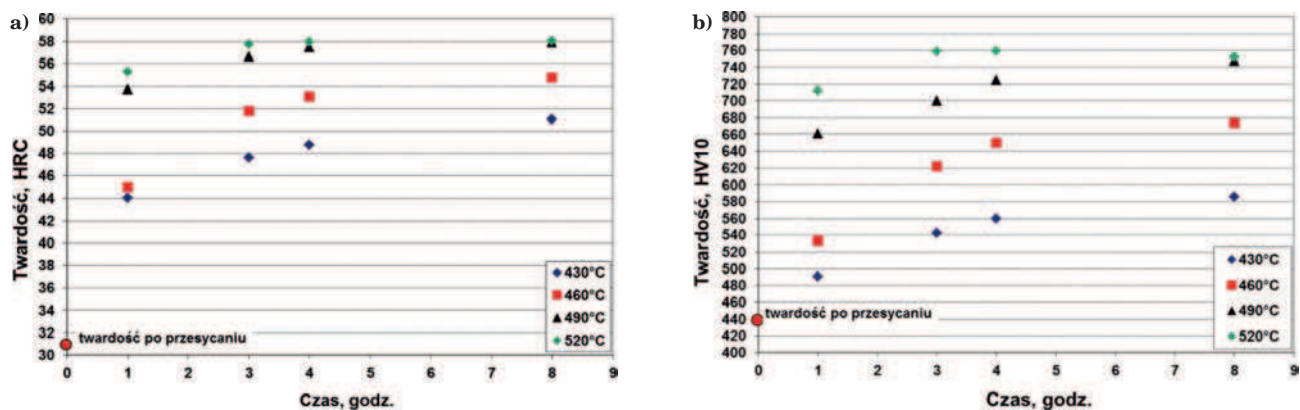 a)
Twardość, HRC
60
58
56
54
52
50
48
46
44
42
40
38
36
34
32
30
0 1 2 3 4 5 6 7 8 9
Czas, godz.
twardość po przesycaniu
430°C
460°C
490°C
520°C
b)
Twardość, HV10
800
780
760
740
720
700
680
660
640
620
600
580
560
540
520
500
480
460
440
420
400
0 1 2 3 4 5 6 7 8 9
Czas, godz.
twardość po przesycaniu
430°C
460°C
490°C
520°C